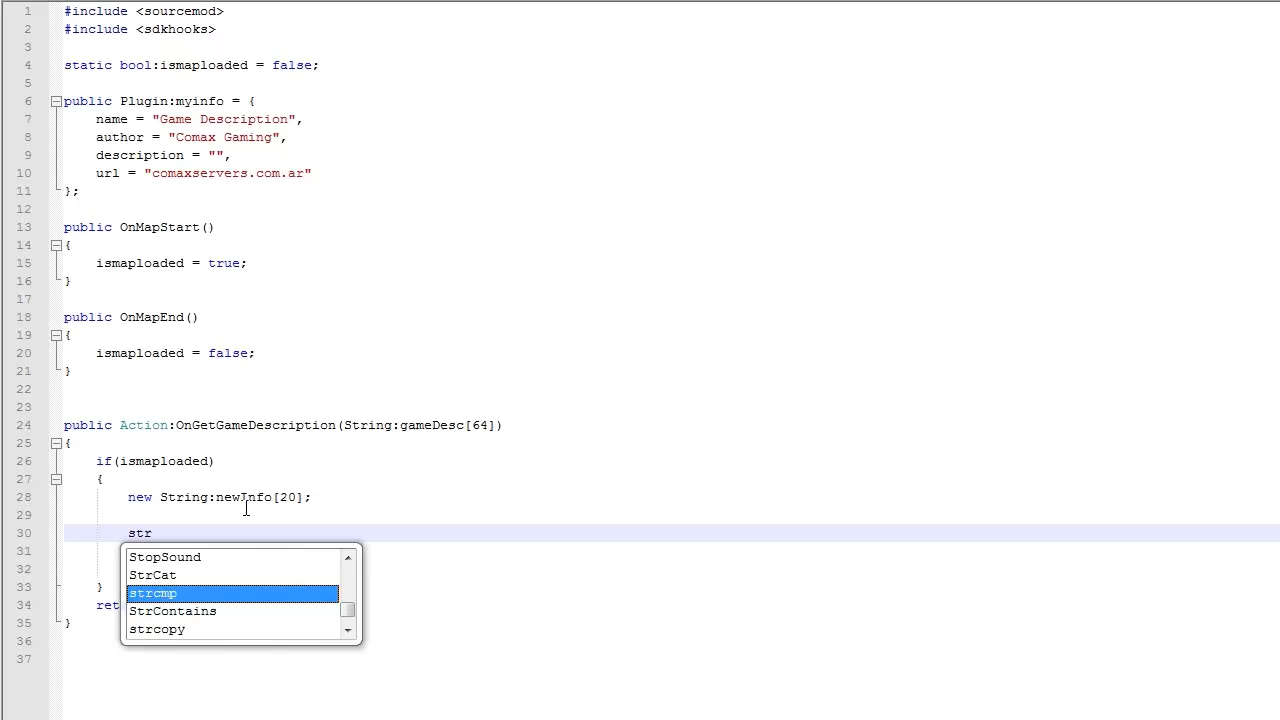 1 #include <sourcemod>
2 #include <sdkhooks>
3
4 static bool:ismaploaded = false;
5
6 public Plugin:myinfo = {
7 name = "Game Description",
8 author = "Comax Gaming",
9 description = "",
10 url = "comaxservers.com.ar"
11 };
12
13 public OnMapStart()
14 {
15 ismaploaded = true;
16 }
17
18 public OnMapEnd()
19 {
20 ismaploaded = false;
21 }
22
23
24 public Action:OnGetGameDescription(String:gameDesc[64])
25 {
26 if(ismaploaded)
27 {
28 new String:newInfo[20];
29
30 str
31
StopSound
32
StrCat
strcmp
33 }
34 ret
StrContains
35 }
strcopy
36
37